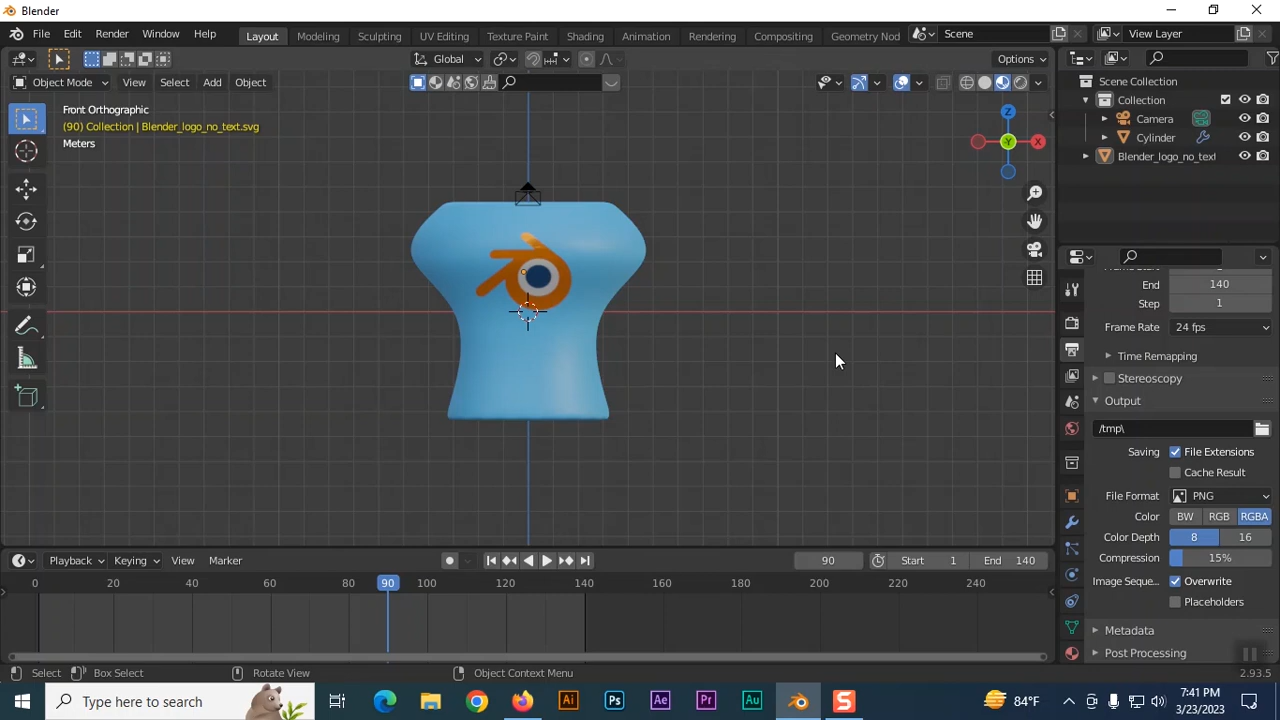 Blender
File Edit Render Window Help
Layout Modeling Sculpting UV Editing Texture Paint Shading Animation Rendering Compositing Geometry Nod
Scene
View Layer
Global
Options
Object Mode View Select Add Object
Front Orthographic
(90) Collection | Blender_logo_no_text.svg
Meters
Z
Y
X
Scene Collection
Collection
Camera
Cylinder
Blender_logo_no_text
End 140
Step 1
Frame Rate 24 fps
Time Remapping
Stereoscopy
Output
/tmp\
Saving File Extensions
Cache Result
File Format PNG
Color BW RGB RGBA
Color Depth 8 16
Compression 15%
Image Seque... Overwrite
Placeholders
Metadata
Post Processing
Playback Keying View Marker
90
Start 1
End 140
0 20 40 60 80 90 100 120 140 160 180 200 220 240
Select Box Select Rotate View Object Context Menu
2.93.5
Type here to search
Ai Ps Ae Pr Au S
84°F
7:41 PM
3/23/2023